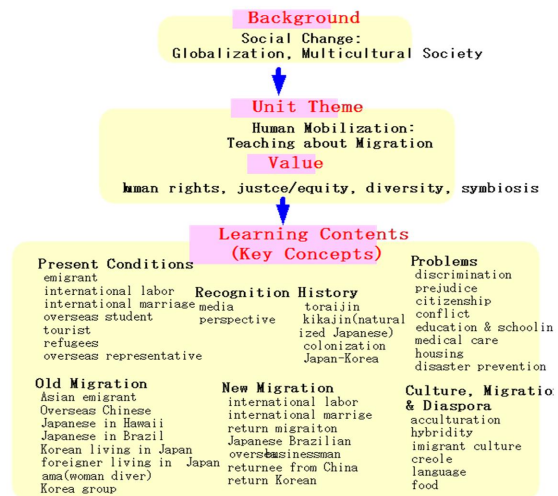 Background
Social Change:
Globalization, Multicultural Society
Unit Theme
Human Mobilization:
Teaching about Migration
Value
human rights, justce/equity, diversity, symbiosis
Learning Contents
(Key Concepts)
Present Conditions
emigrant
international labor
international marriage
overseas student
tourist
refugees
overseas representative
Recognition
media
perspective
History
toraijin
kikajin(natural
ized Japanese)
colonization
Japan-Korea
Problems
discrimination
prejudice
citizenship
conflict
education & schoolin
medical care
housing
disaster prevention
Old Migration
Asian emigrant
Overseas Chinese
Japanese in Hawaii
Japanese in Brazil
Korean living in Japan
foreigner living in Japan
ama(woman diver)
Korea group
New Migration
international labor
international marrige
return migraiton
Japanese Brazilian
businessman
returnee from China
return Korean
Culture, Migration
& Diaspora
acculturation
hybridity
imigrant culture
creole
language
food